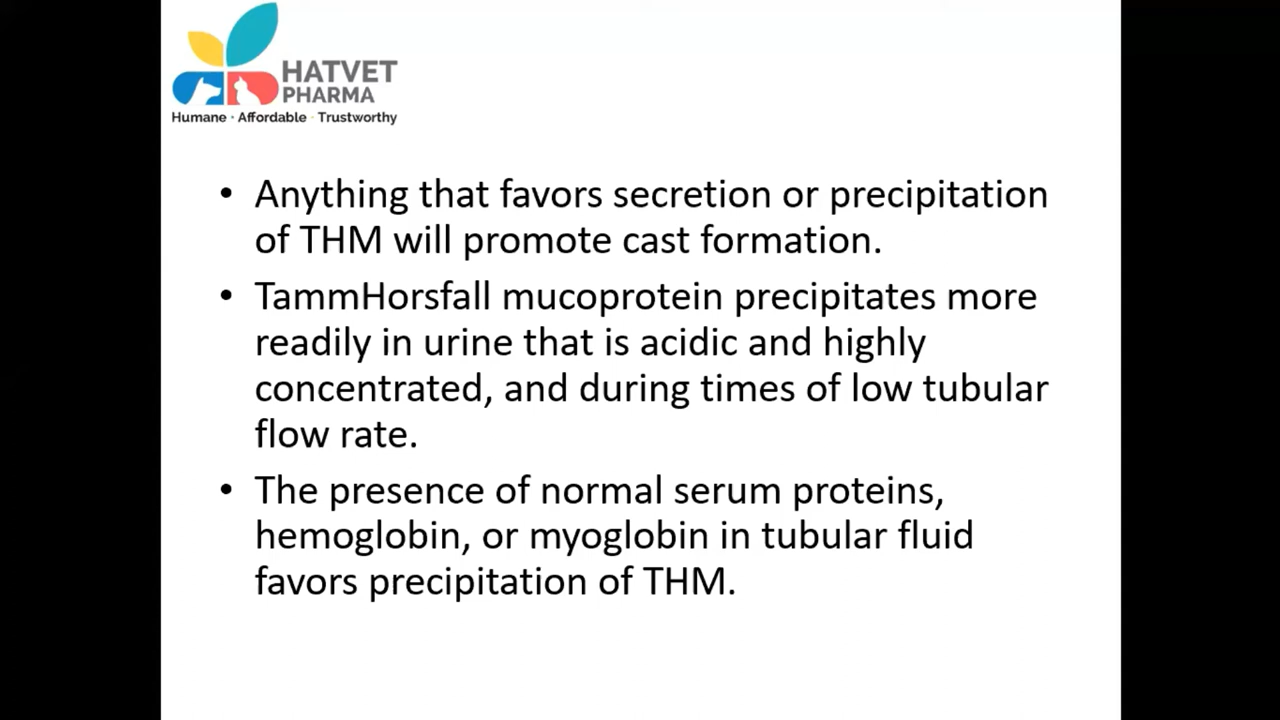 HATVET
PHARMA
Humane · Affordable · Trustworthy
• Anything that favors secretion or precipitation
of THM will promote cast formation.
• TammHorsfall mucoprotein precipitates more
readily in urine that is acidic and highly
concentrated, and during times of low tubular
flow rate.
• The presence of normal serum proteins,
hemoglobin, or myoglobin in tubular fluid
favors precipitation of THM.